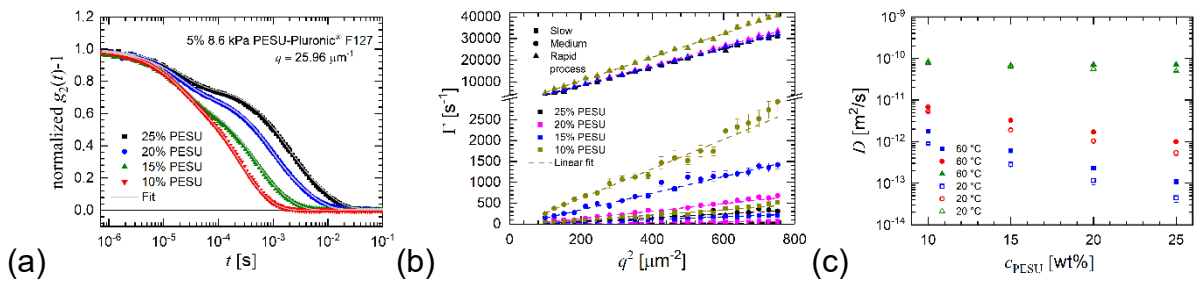 5% 8.6 kPa PESU-Pluronic® F127
q = 25.96 μm⁻¹
normalized g₂(t)-1
1.2
1.0
0.8
0.6
0.4
0.2
0.0
25% PESU
20% PESU
15% PESU
10% PESU
Fit
10⁻⁶ 10⁻⁵ 10⁻⁴ 10⁻³ 10⁻² 10⁻¹
t [s]
(a)
Γ [s⁻¹]
40000
30000
20000
10000
2500
2000
1500
1000
500
0
Slow
Medium
Rapid
process
25% PESU
20% PESU
15% PESU
10% PESU
Linear fit
0 200 400 600 800
q² [μm⁻²]
(b)
D [m²/s]
10⁻⁹
10⁻¹⁰
10⁻¹¹
10⁻¹²
10⁻¹³
10⁻¹⁴
60 °C
60 °C
60 °C
20 °C
20 °C
20 °C
10 15 20 25
c_PESU [wt%]
(c)